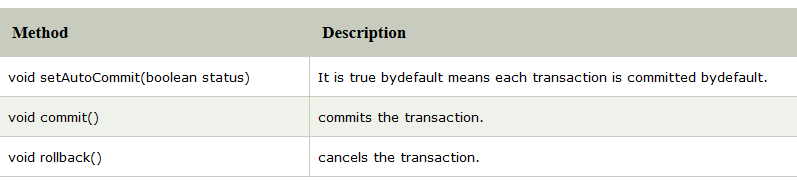 Method Description
void setAutoCommit(boolean status) It is true bydefault means each transaction is committed bydefault.
void commit() commits the transaction.
void rollback() cancels the transaction.